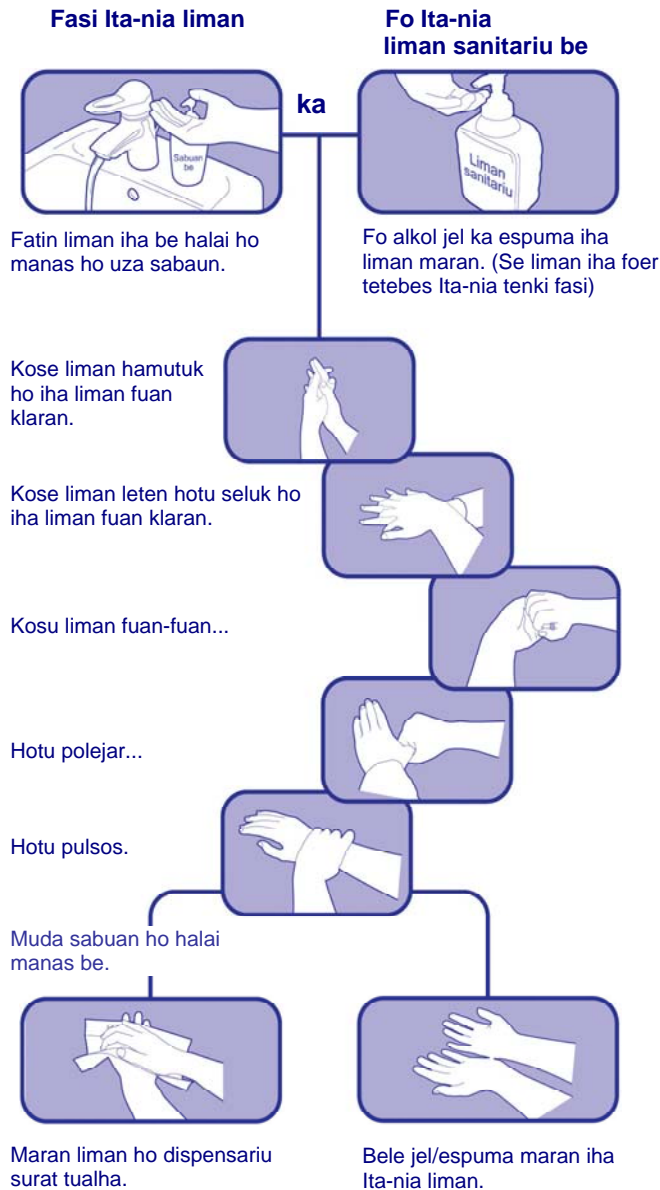 Fasi Ita-nia liman
Fo Ita-nia
liman sanitariu be
ka
Sabuan
be
Liman
sanitariu
Fatin liman iha be halai ho
manas ho uza sabaun.
Fo alkol jel ka espuma iha
liman maran. (Se liman iha foer
tetebes Ita-nia tenki fasi)
Kose liman hamutuk
ho iha liman fuan
klaran.
Kose liman leten hotu seluk ho
iha liman fuan klaran.
Kosu liman fuan-fuan...
Hotu polejar...
Hotu pulsos.
Muda sabuan ho halai
manas be.
Maran liman ho dispensariu
surat tualha.
Bele jel/espuma maran iha
Ita-nia liman.